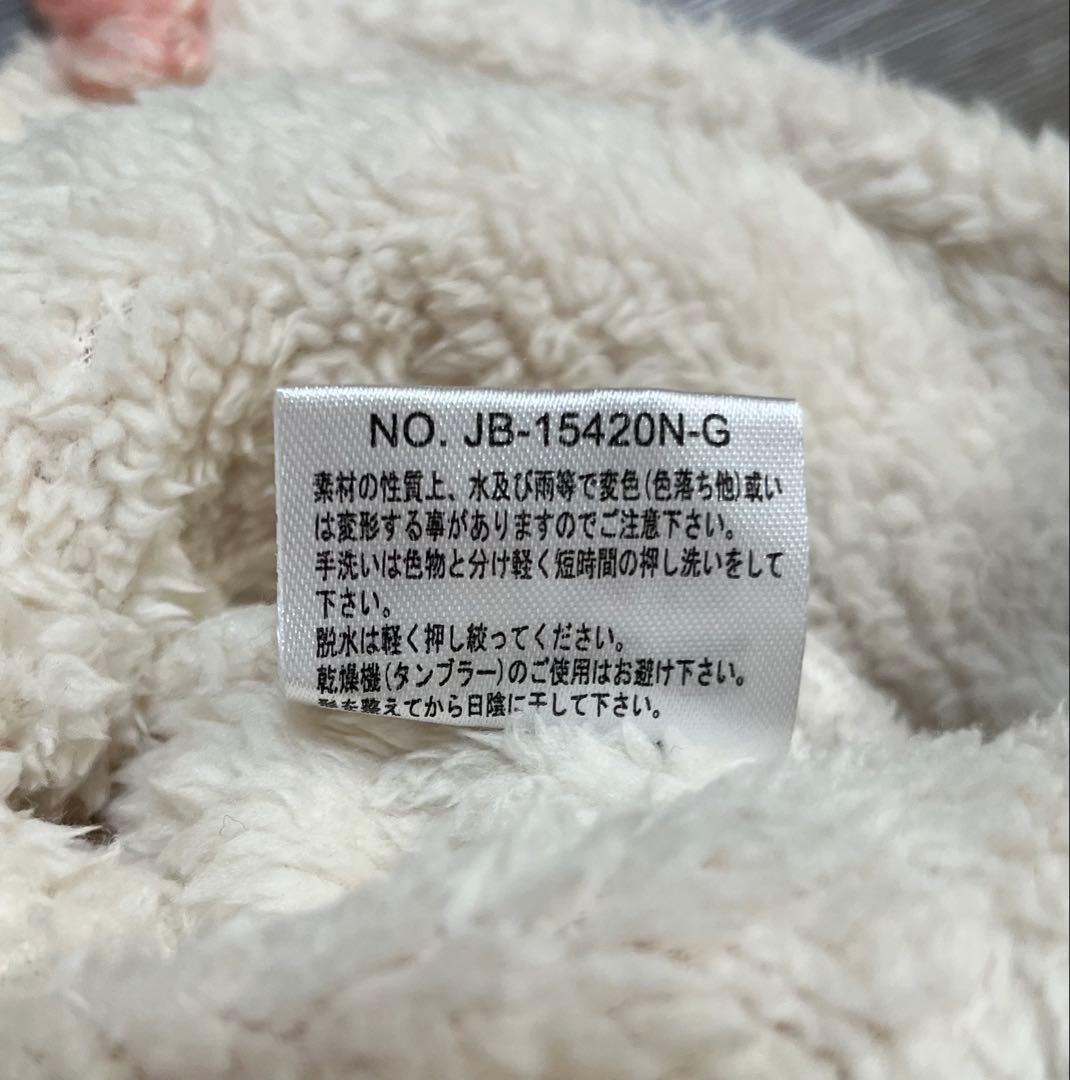 NO. JB-15420N-G
素材の性質上、水及び雨等で変色(色落ち他)或い
は変形する事がありますのでご注意下さい。
手洗いは色物と分け軽く短時間の押し洗いをして
下さい。
脱水は軽く押し絞ってください。
乾燥機(タンブラー)のご使用はお避け下さい。
形を整えてから日陰に干して下さい。